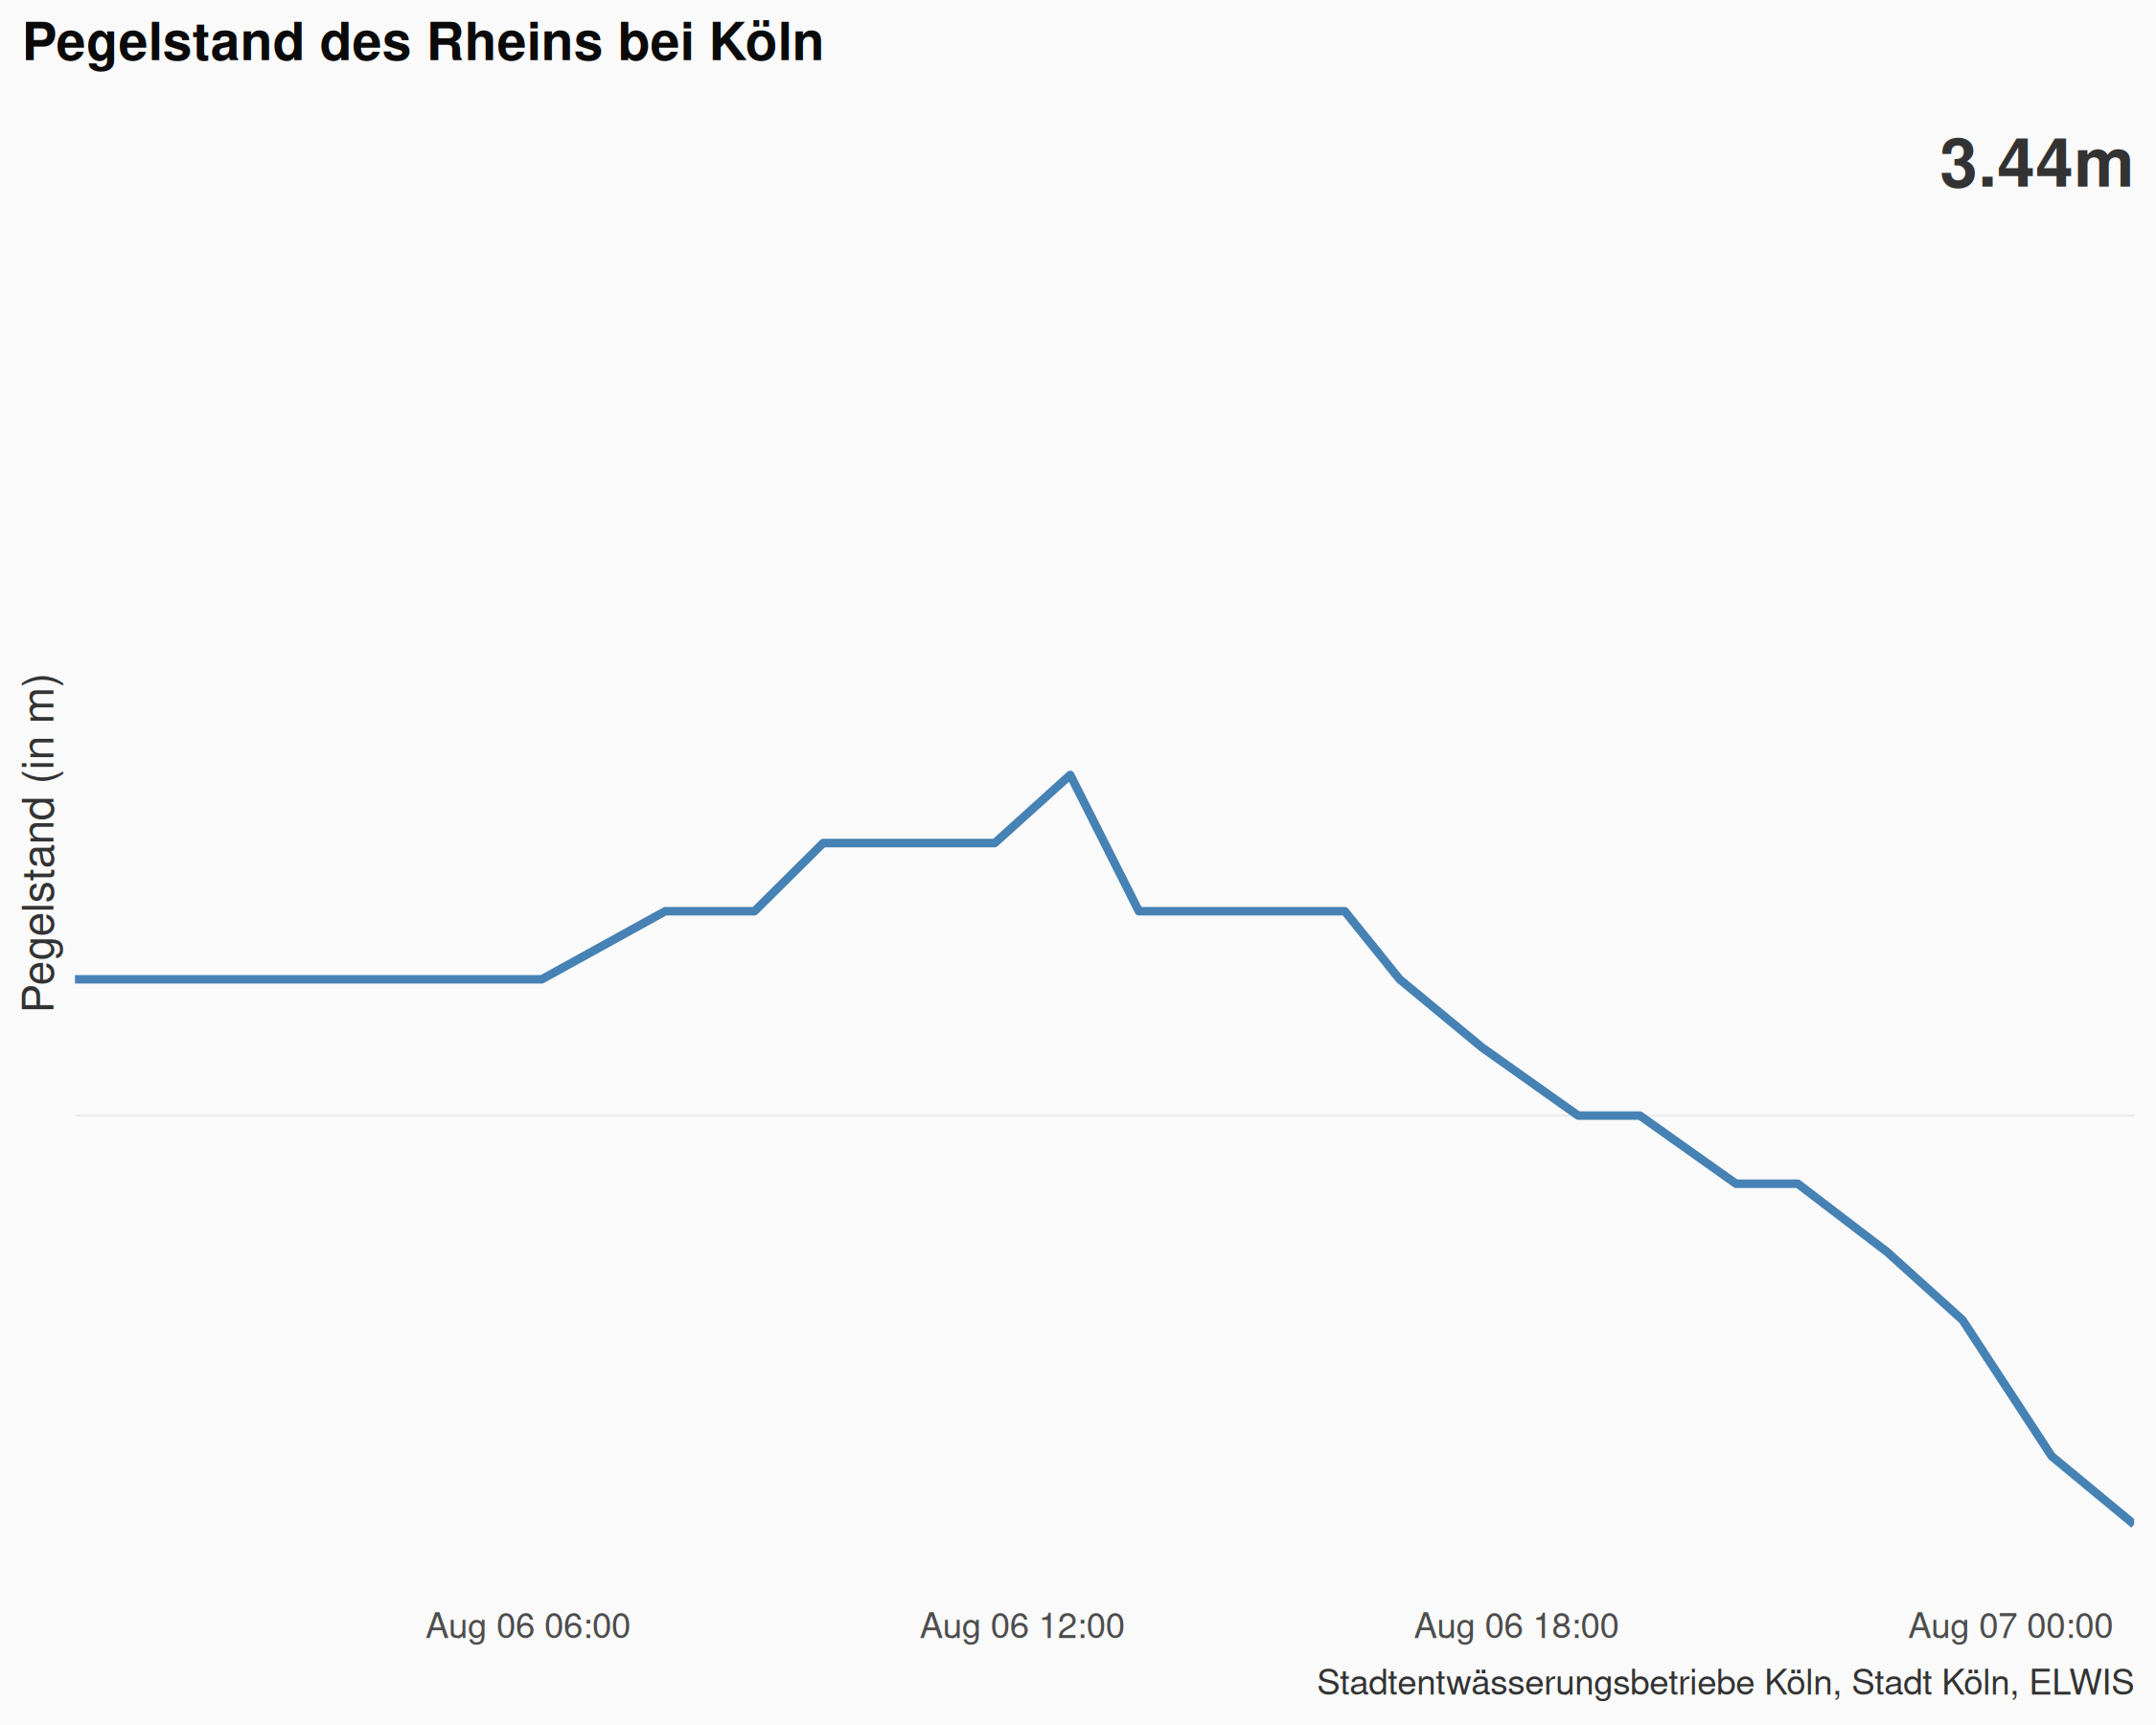 Pegelstand des Rheins bei Köln
3.44m
Pegelstand (in m)
Aug 06 06:00
Aug 06 12:00
Aug 06 18:00
Aug 07 00:00
Stadtentwässerungsbetriebe Köln, Stadt Köln, ELWIS